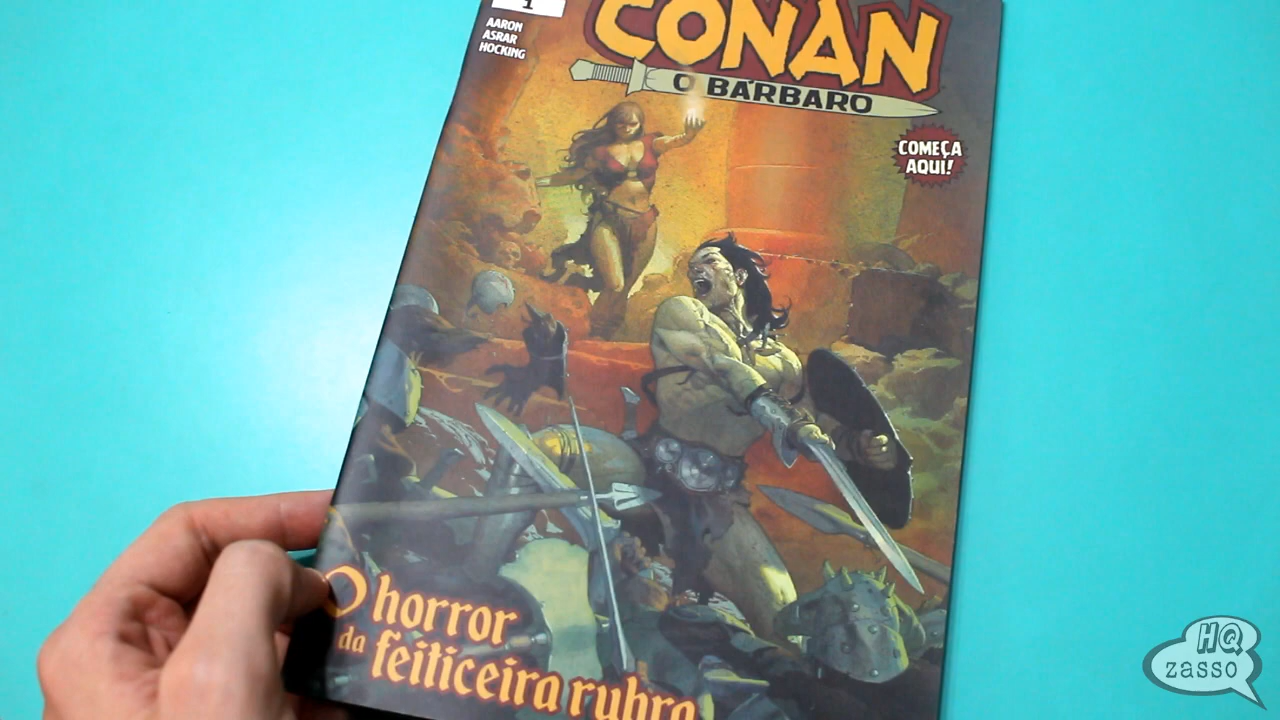 1
AARON
ASRAR
HOCKING
CONAN
O BÁRBARO
COMEÇA
AQUI!
O horror
da feiticeira rubra
HQ
zasso